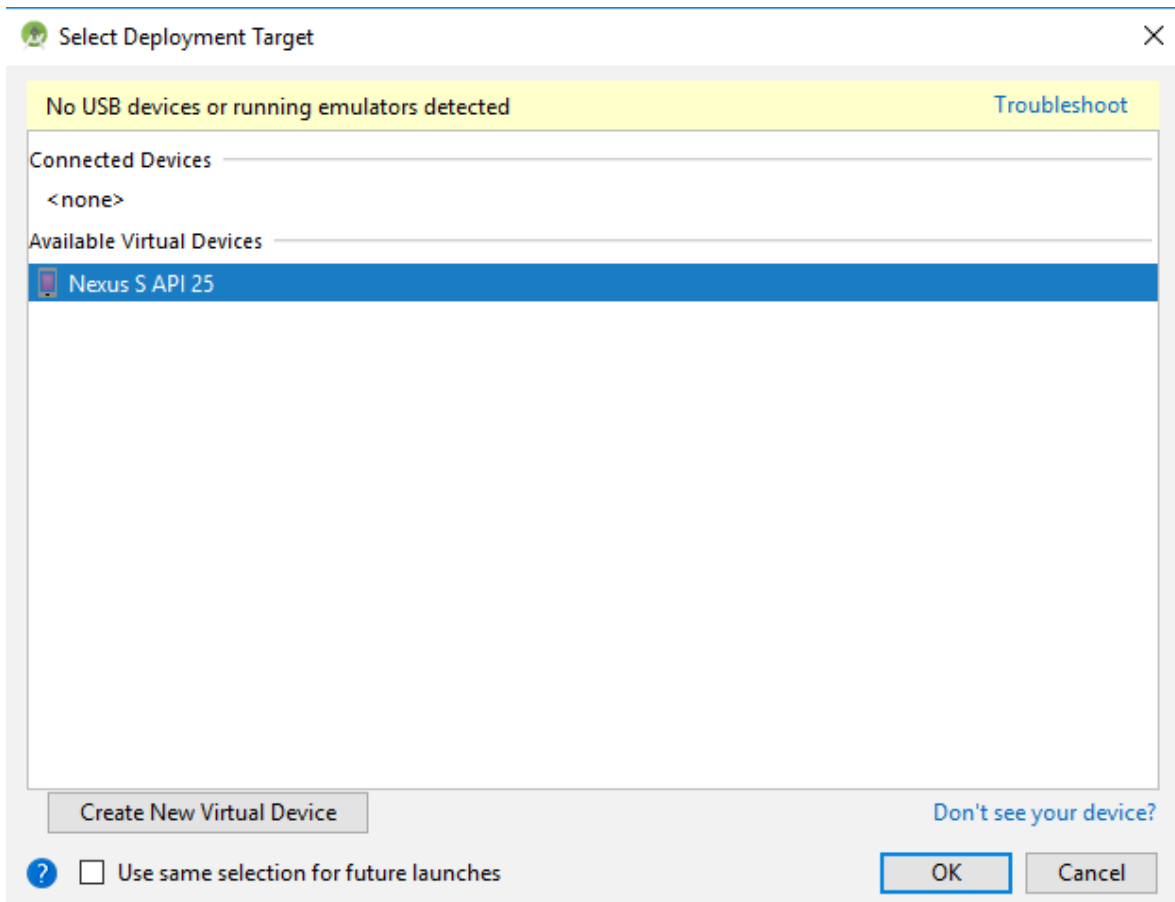 Select Deployment Target
No USB devices or running emulators detected Troubleshoot
Connected Devices
<none>
Available Virtual Devices
Nexus S API 25
Create New Virtual Device Don't see your device?
? Use same selection for future launches OK Cancel